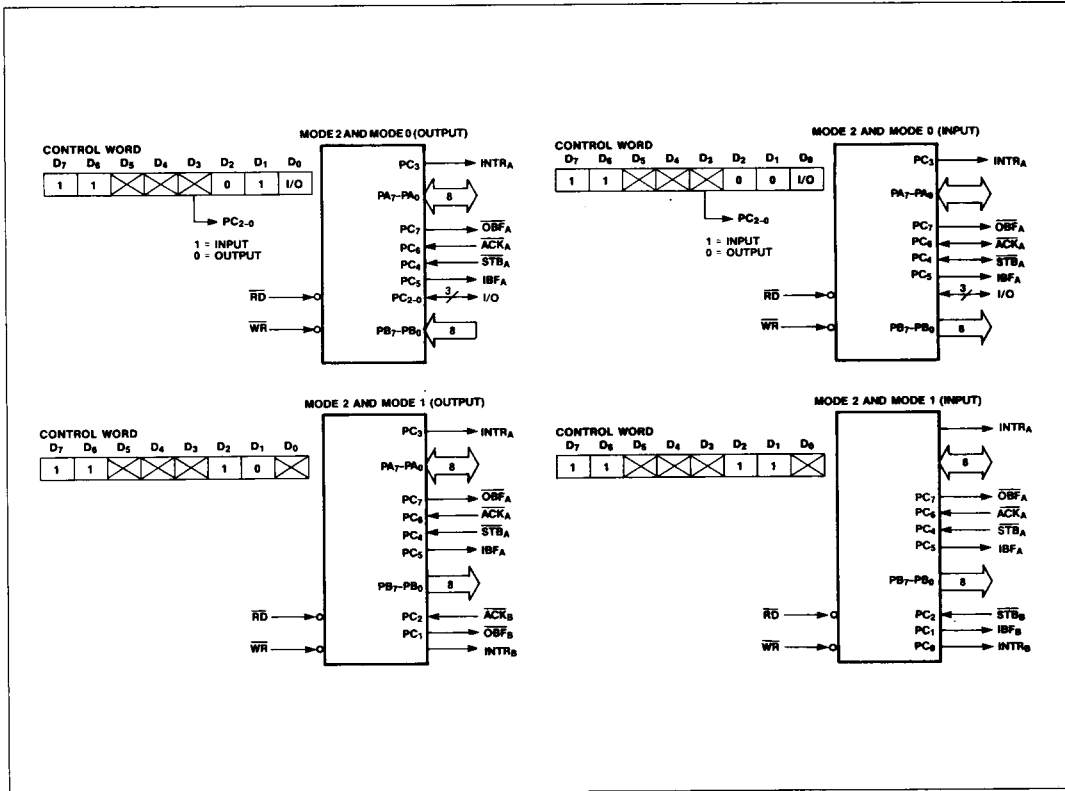 MODE 2 AND MODE 0 (OUTPUT)
CONTROL WORD
D7 D6 D5 D4 D3 D2 D1 D0
1 1 0 1 I/O
PC2-0
1 = INPUT
0 = OUTPUT
RD
WR
PC3 INTRA
PA7-PA0 8
PC7 OBFA
PC6 ACKA
PC4 STBA
PC5 IBFA
PC2-0 3 I/O
PB7-PB0 8
MODE 2 AND MODE 0 (INPUT)
CONTROL WORD
D7 D6 D5 D4 D3 D2 D1 D0
1 1 0 0 I/O
PC2-0
1 = INPUT
0 = OUTPUT
RD
WR
PC3 INTRA
PA7-PA0
PC7 OBFA
PC6 ACKA
PC4 STBA
PC5 IBFA
3 I/O
PB7-PB0 8
MODE 2 AND MODE 1 (OUTPUT)
CONTROL WORD
D7 D6 D5 D4 D3 D2 D1 D0
1 1 1 0
RD
WR
PC3 INTRA
PA7-PA0 8
PC7 OBFA
PC6 ACKA
PC4 STBA
PC5 IBFA
PB7-PB0 8
PC2 ACKB
PC1 OBFB
INTRB
MODE 2 AND MODE 1 (INPUT)
CONTROL WORD
D7 D6 D5 D4 D3 D2 D1 D0
1 1 1 1
RD
WR
INTRA
8
PC7 OBFA
PC6 ACKA
PC4 STBA
PC5 IBFA
PB7-PB0 8
PC2 STBB
PC1 IBFB
PC0 INTRB